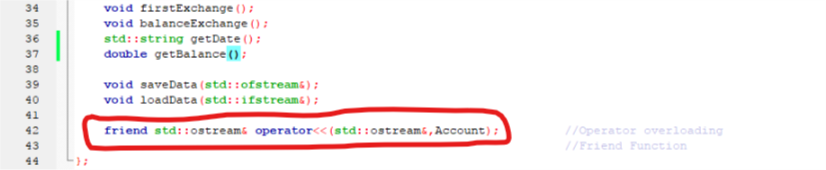 34 void firstExchange();
35 void balanceExchange();
36 std::string getDate();
37 double getBalance();
38
39 void saveData(std::ofstream&);
40 void loadData(std::ifstream&);
41
42 friend std::ostream& operator<<(std::ostream&,Account); //Operator overloading
43 //Friend Function
44 };